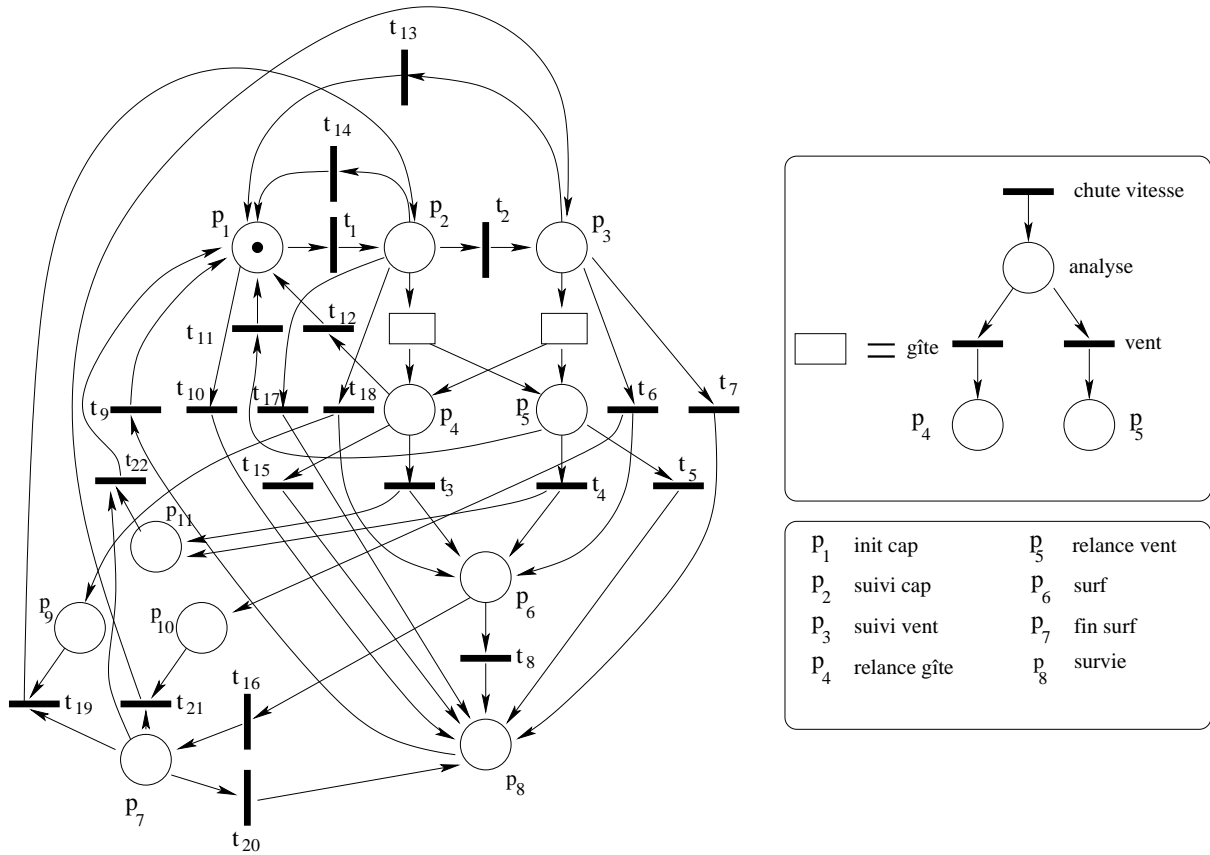 t13
t14
p1
t1
p2
t2
p3
t12
t11
t9
t10
t17
t18
p4
p5
t6
t7
t22
t15
t3
t4
t5
p11
p9
p10
p6
t8
t19
t21
t16
p7
t20
p8
chute vitesse
analyse
= gîte
vent
p4
p5
p1 init cap
p2 suivi cap
p3 suivi vent
p4 relance gîte
p5 relance vent
p6 surf
p7 fin surf
p8 survie